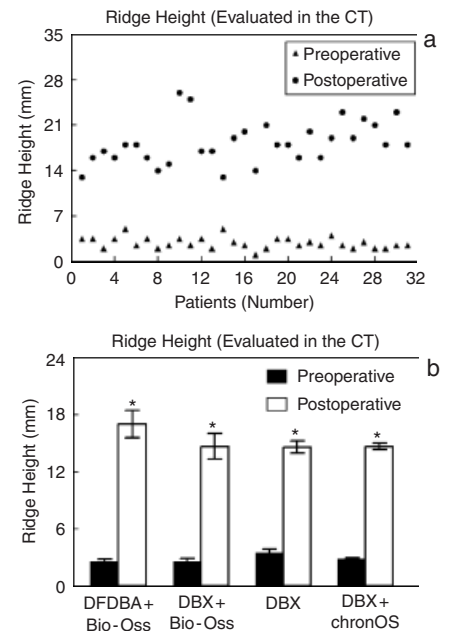 Ridge Height (Evaluated in the CT)
a
35
28
21
14
7
0
Ridge Height (mm)
Preoperative
Postoperative
0 4 8 12 16 20 24 28 32
Patients (Number)
Ridge Height (Evaluated in the CT)
b
24
18
12
6
0
Ridge Height (mm)
Preoperative
Postoperative
* * * *
DFDBA + Bio-Oss
DBX + Bio-Oss
DBX
DBX + chronOS